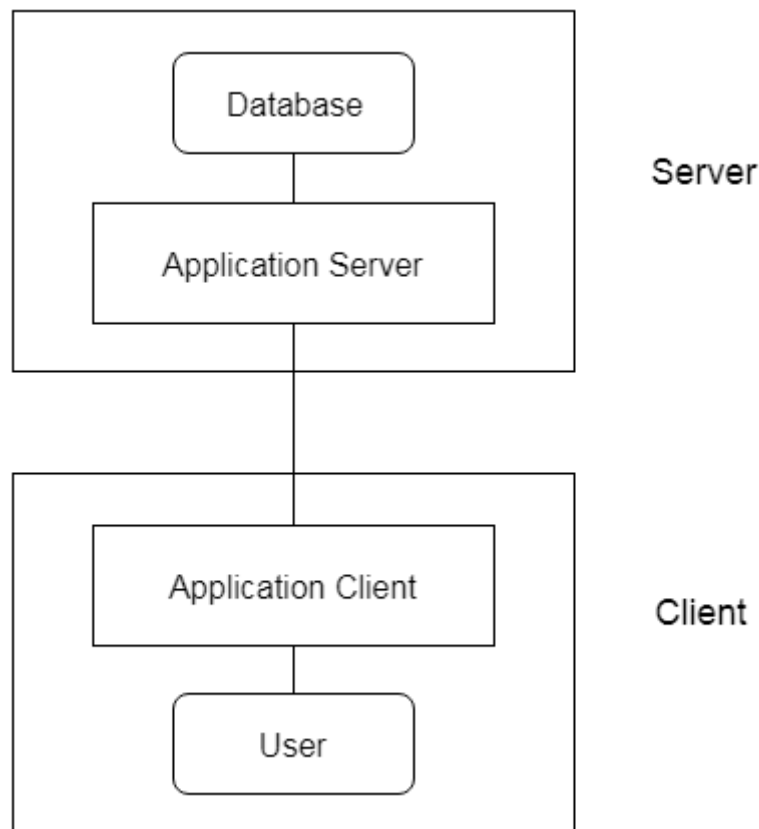 Database
Server
Application Server
Application Client
Client
User